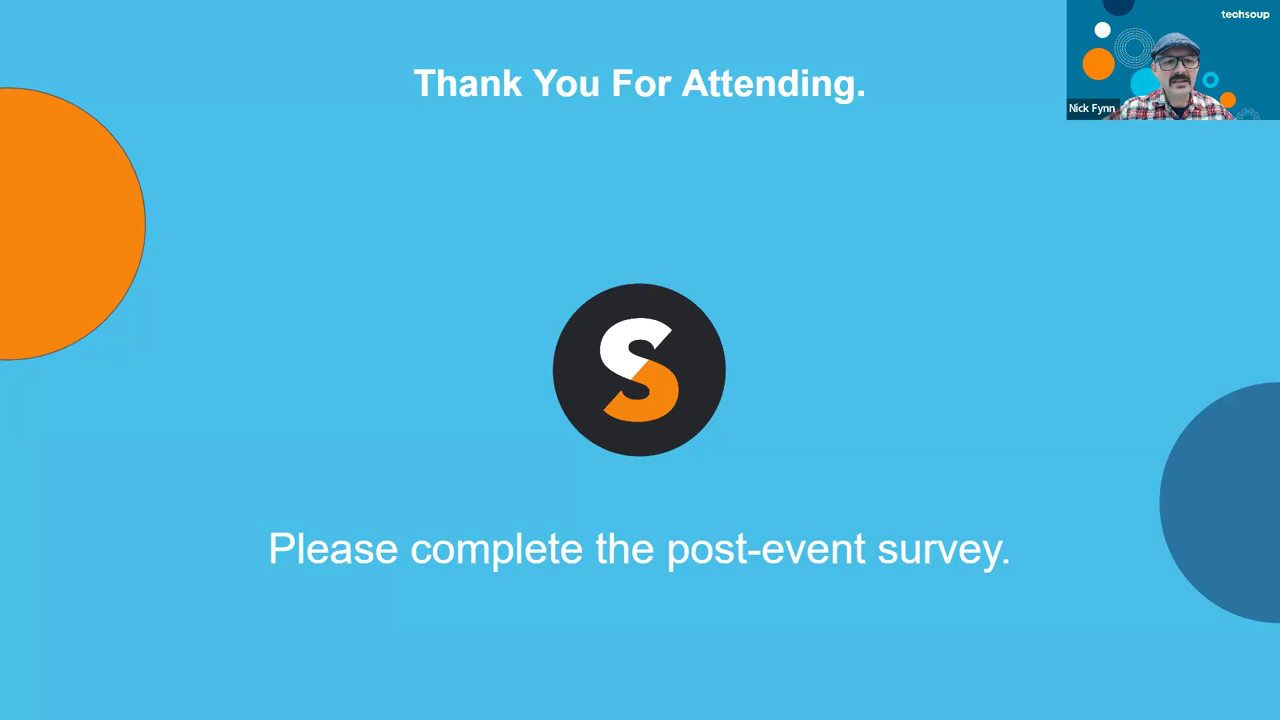 techsoup
Thank You For Attending.
Nick Fynn
S
Please complete the post-event survey.